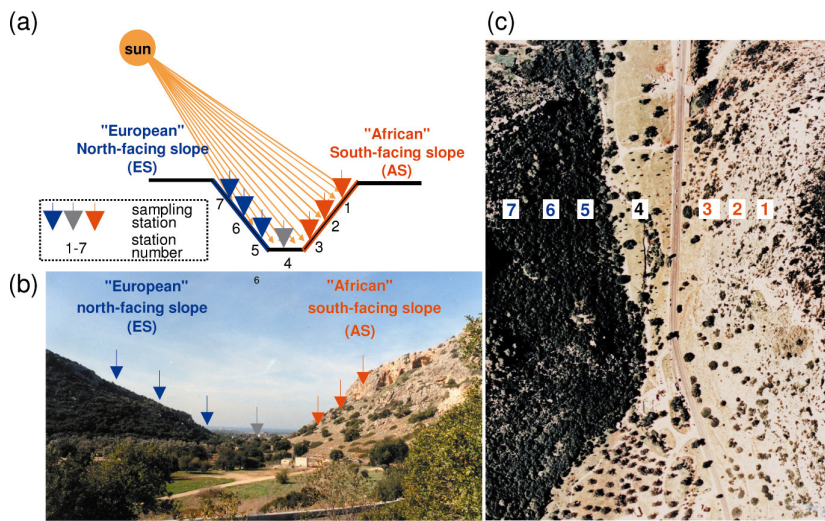 (a)
sun
"European"
North-facing slope
(ES)
"African"
South-facing slope
(AS)
7
6
5
4
3
2
1
sampling
station
1-7
station
number
(b)
6
"European"
north-facing slope
(ES)
"African"
south-facing slope
(AS)
(c)
7
6
5
4
3
2
1